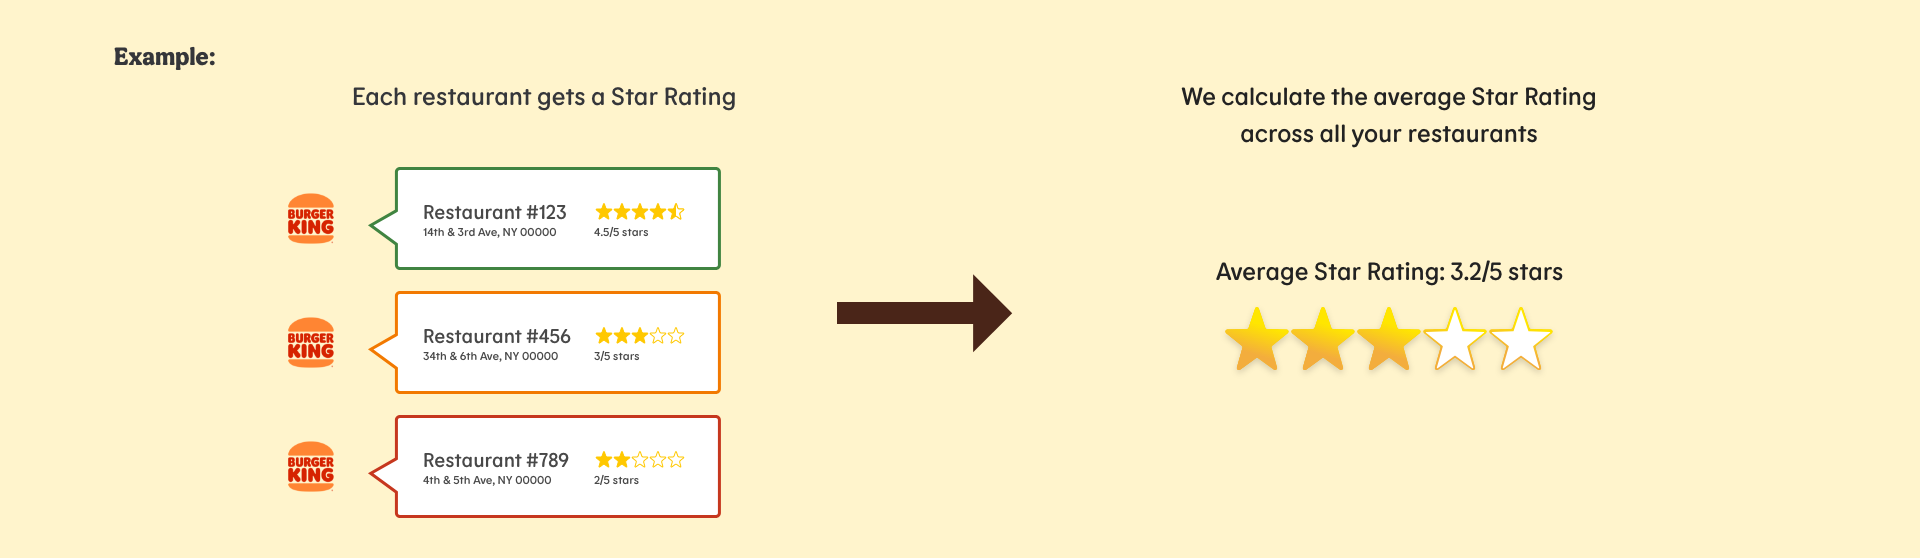 Example:
Each restaurant gets a Star Rating
BURGER
KING
Restaurant #123
14th & 3rd Ave, NY 00000
4.5/5 stars
BURGER
KING
Restaurant #456
34th & 6th Ave, NY 00000
3/5 stars
BURGER
KING
Restaurant #789
4th & 5th Ave, NY 00000
2/5 stars
We calculate the average Star Rating
across all your restaurants
Average Star Rating: 3.2/5 stars